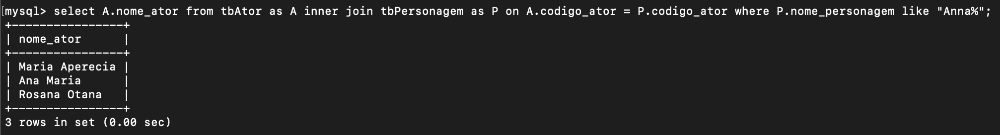 [mysql> select A.nome_ator from tbAtor as A inner join tbPersonagem as P on A.codigo_ator = P.codigo_ator where P.nome_personagem like "Anna%";
+----------------+
| nome_ator      |
+----------------+
| Maria Aperecia |
| Ana Maria      |
| Rosana Otana   |
+----------------+
3 rows in set (0.00 sec)